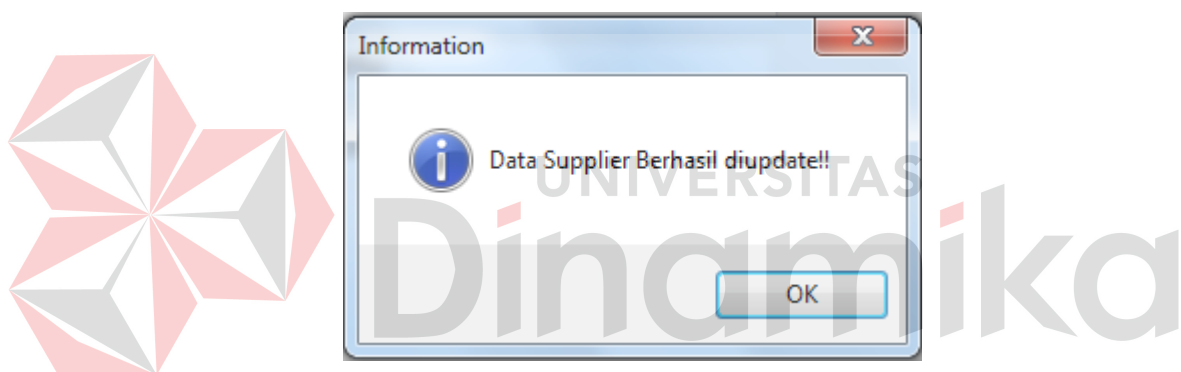 Information
Data Supplier Berhasil diupdate!!
UNIVERSITAS
Dinamika
OK